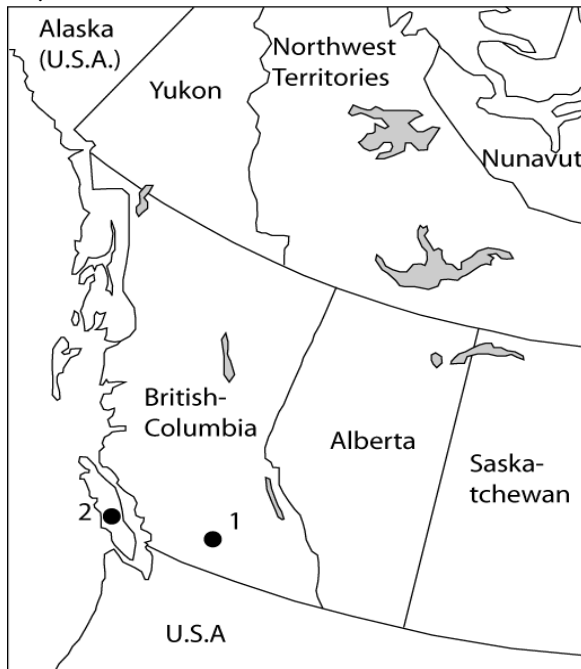 Alaska
(U.S.A.)
Northwest
Territories
Yukon
Nunavut
British-
Columbia
Alberta
Saska-
tchewan
2
1
U.S.A